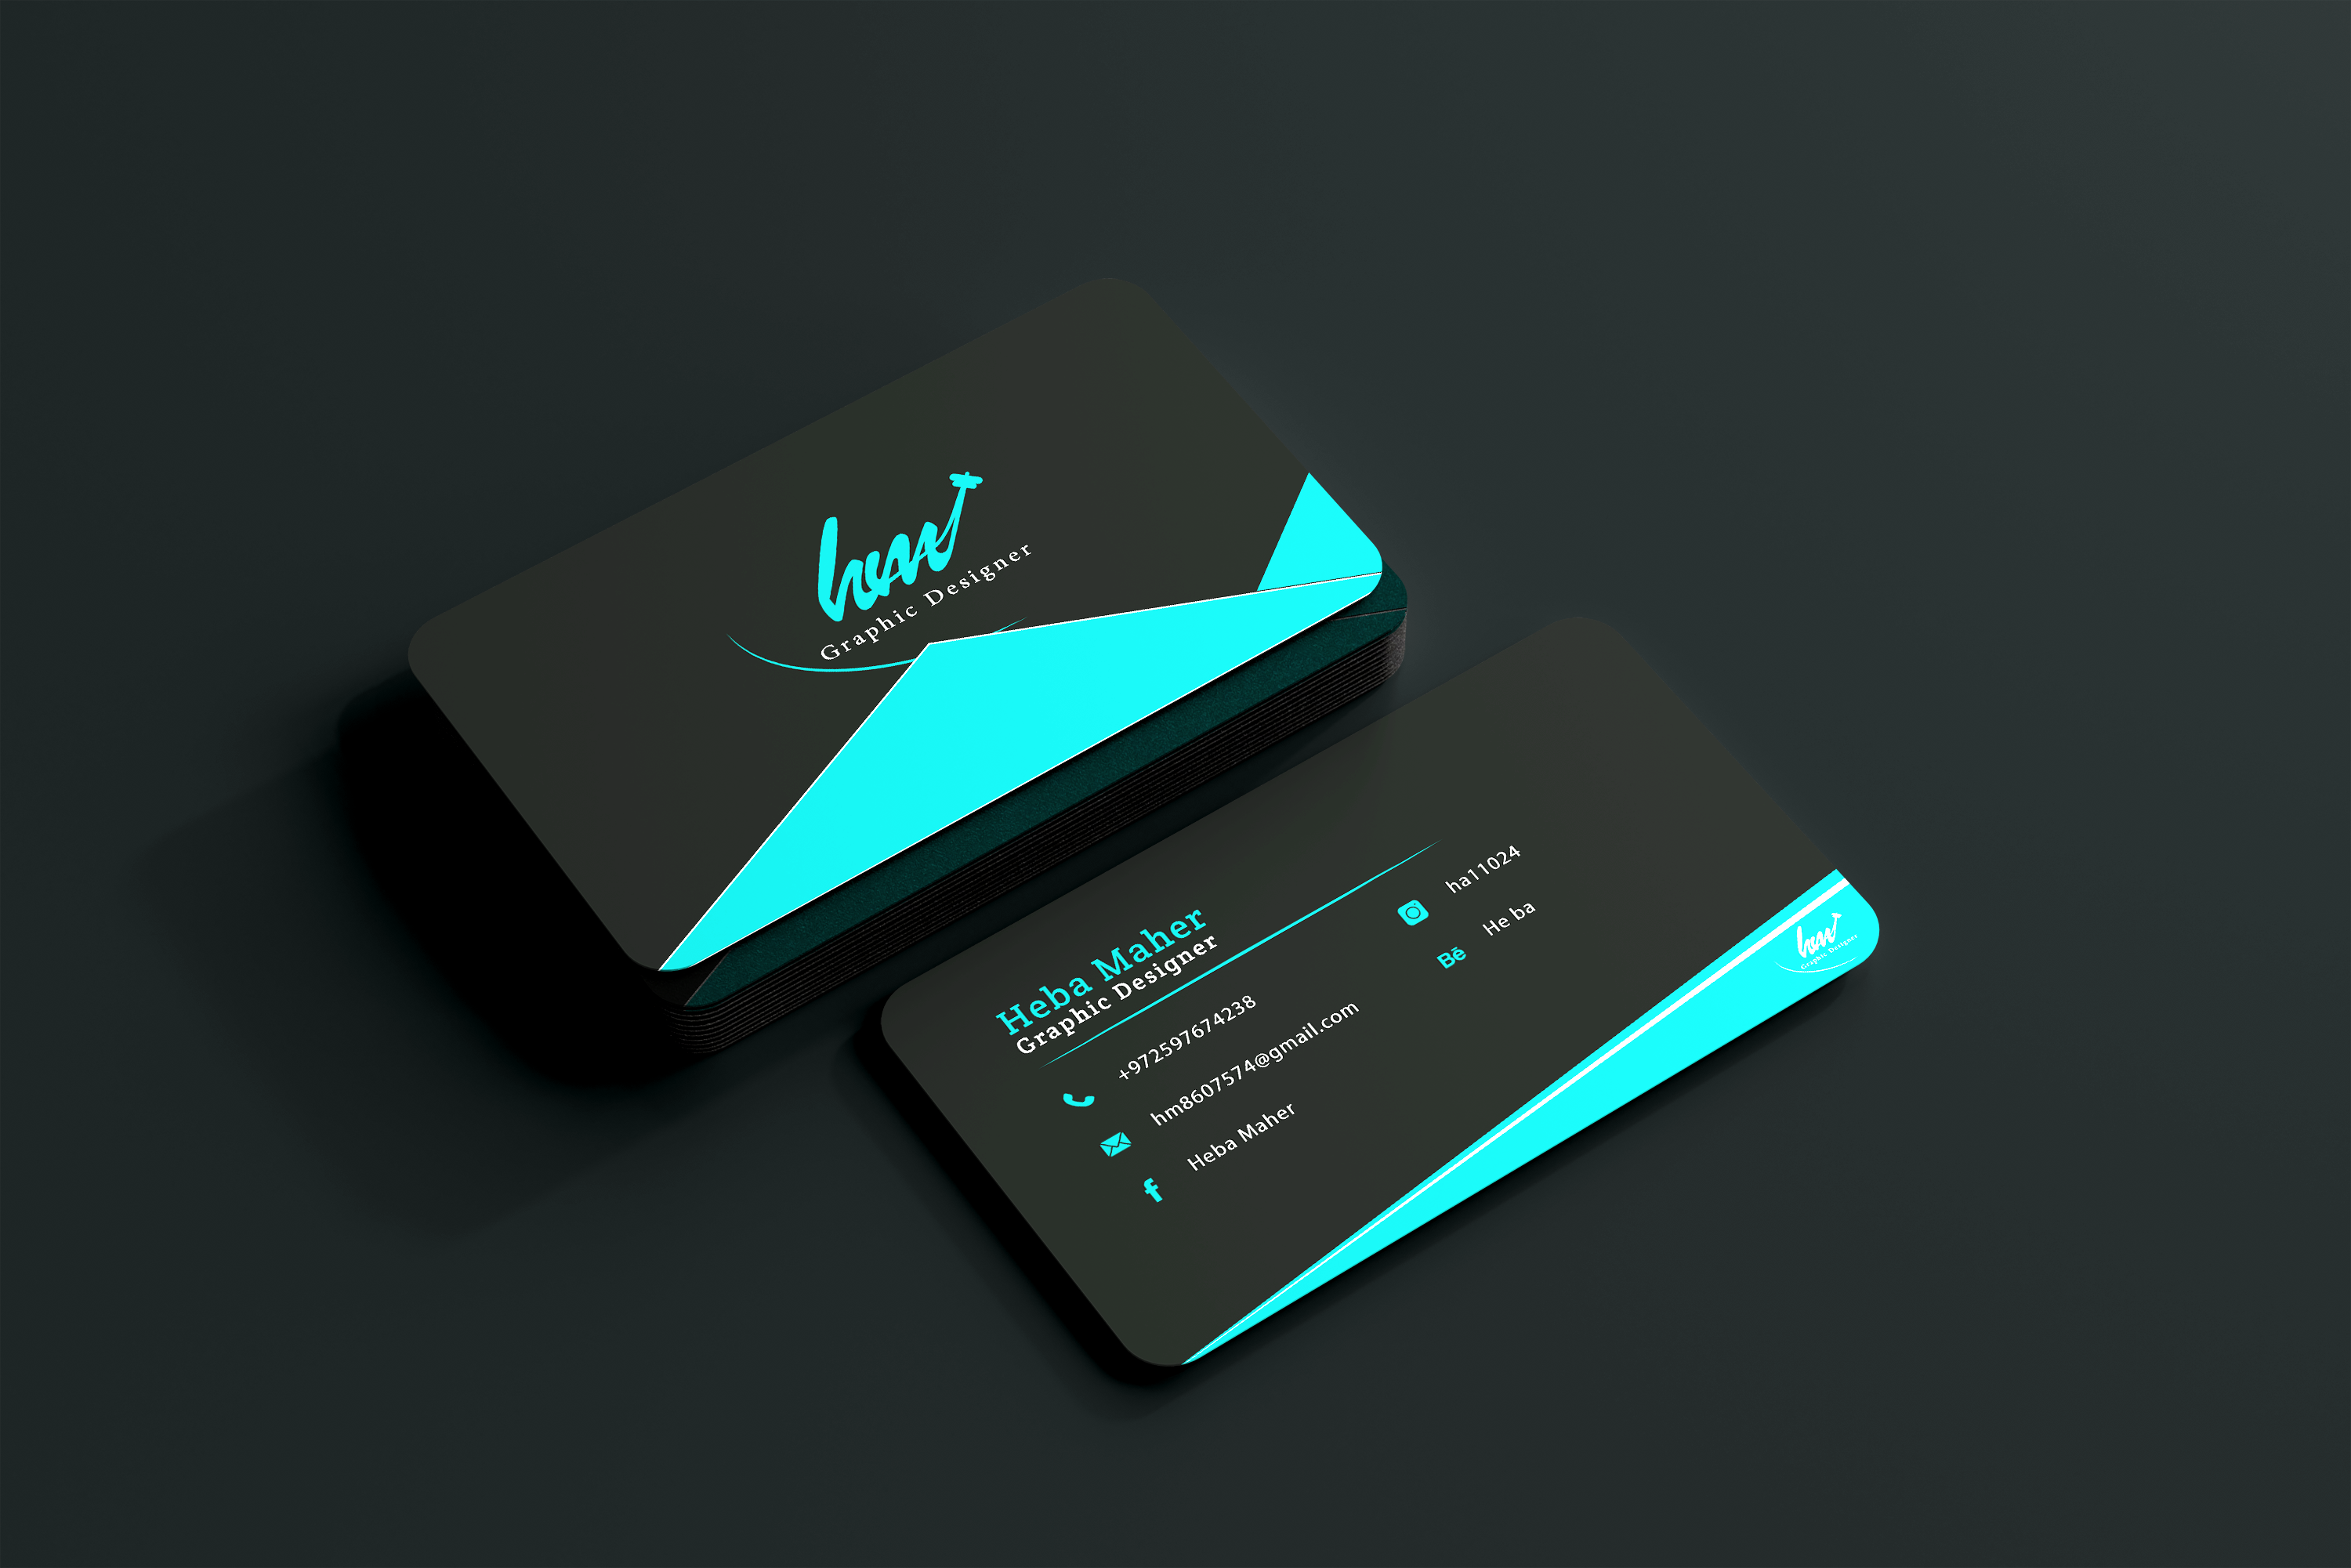 hm
Graphic Designer
Heba Maher
Graphic Designer
+972597674238
hm8607574@gmail.com
Heba Maher
ha11024
Bē
He ba
hm
Graphic Designer